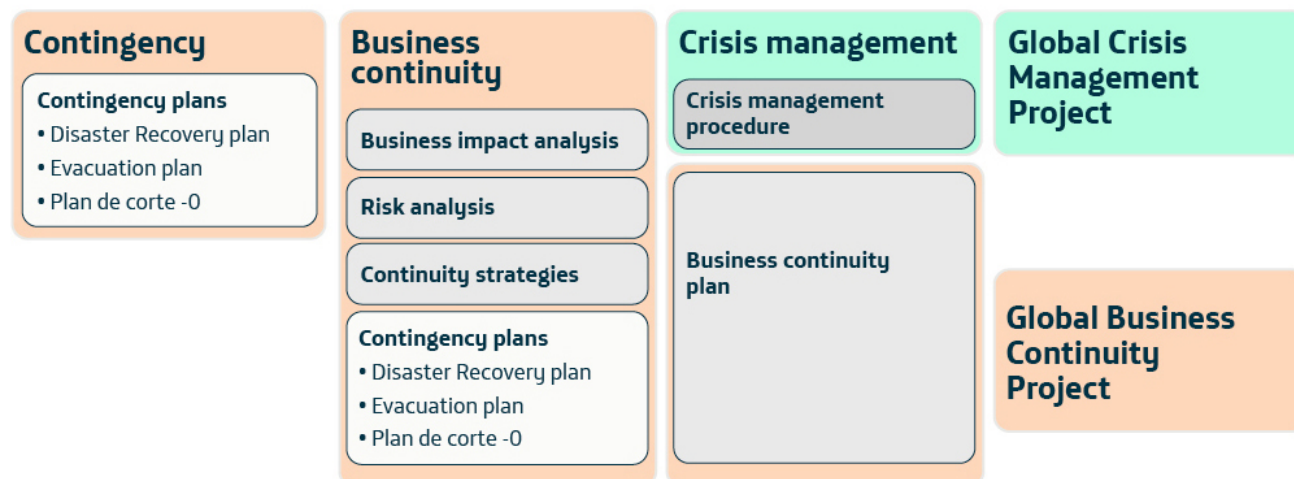 Contingency
Contingency plans
• Disaster Recovery plan
• Evacuation plan
• Plan de corte -0
Business
continuity
Business impact analysis
Risk analysis
Continuity strategies
Contingency plans
• Disaster Recovery plan
• Evacuation plan
• Plan de corte -0
Crisis management
Crisis management
procedure
Business continuity
plan
Global Crisis
Management
Project
Global Business
Continuity
Project